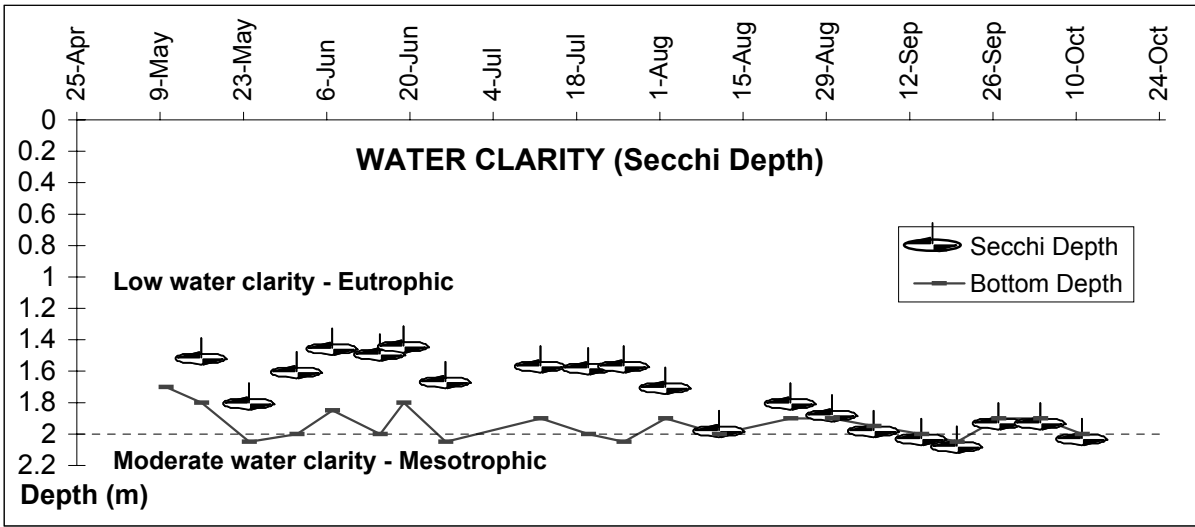 25-Apr
9-May
23-May
6-Jun
20-Jun
4-Jul
18-Jul
1-Aug
15-Aug
29-Aug
12-Sep
26-Sep
10-Oct
24-Oct
0
0.2
0.4
0.6
0.8
1
1.2
1.4
1.6
1.8
2
2.2
WATER CLARITY (Secchi Depth)
Secchi Depth
Bottom Depth
Low water clarity - Eutrophic
Moderate water clarity - Mesotrophic
Depth (m)